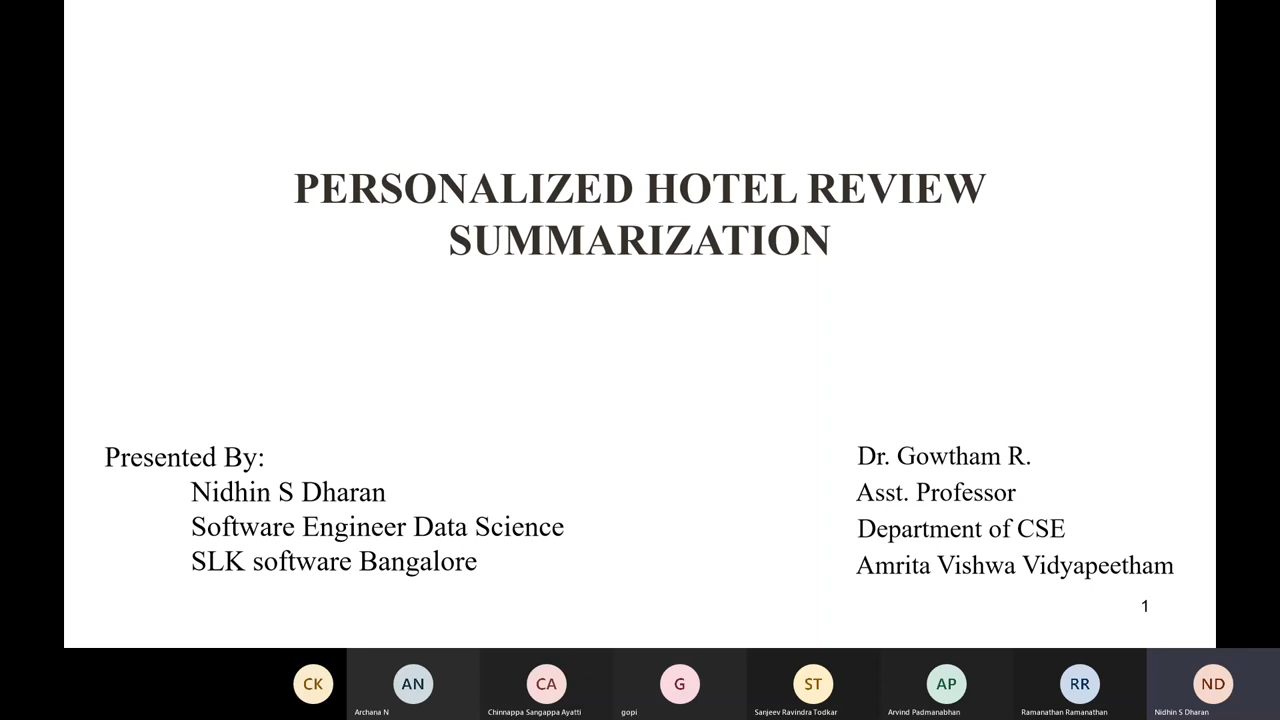 PERSONALIZED HOTEL REVIEW
SUMMARIZATION
Presented By:
Nidhin S Dharan
Software Engineer Data Science
SLK software Bangalore
Dr. Gowtham R.
Asst. Professor
Department of CSE
Amrita Vishwa Vidyapeetham
1
CK
AN
CA
G
ST
AP
RR
ND
Archana N
Chinnappa Sangappa Ayatti
gopi
Sanjeev Ravindra Todkar
Arvind Padmanabhan
Ramanathan Ramanathan
Nidhin S Dharan